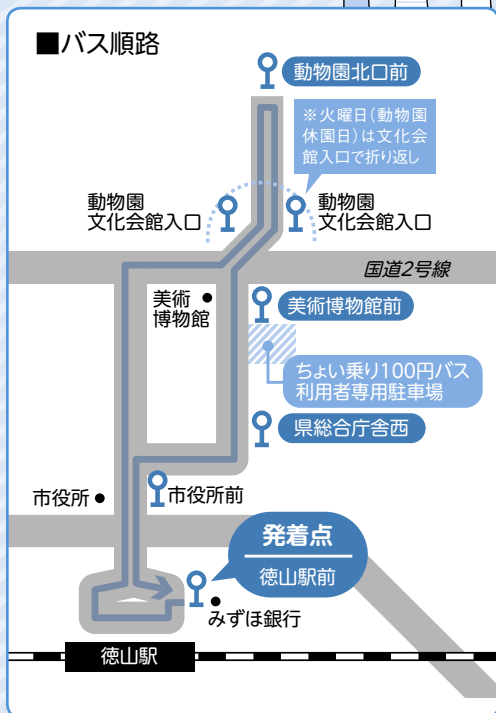 ■バス順路
動物園北口前
※火曜日(動物園
休園日)は文化会
館入口で折り返し
動物園
文化会館入口
動物園
文化会館入口
国道2号線
美術
博物館
美術博物館前
ちょい乗り100円バス
利用者専用駐車場
県総合庁舎西
市役所
市役所前
発着点
徳山駅前
みずほ銀行
徳山駅